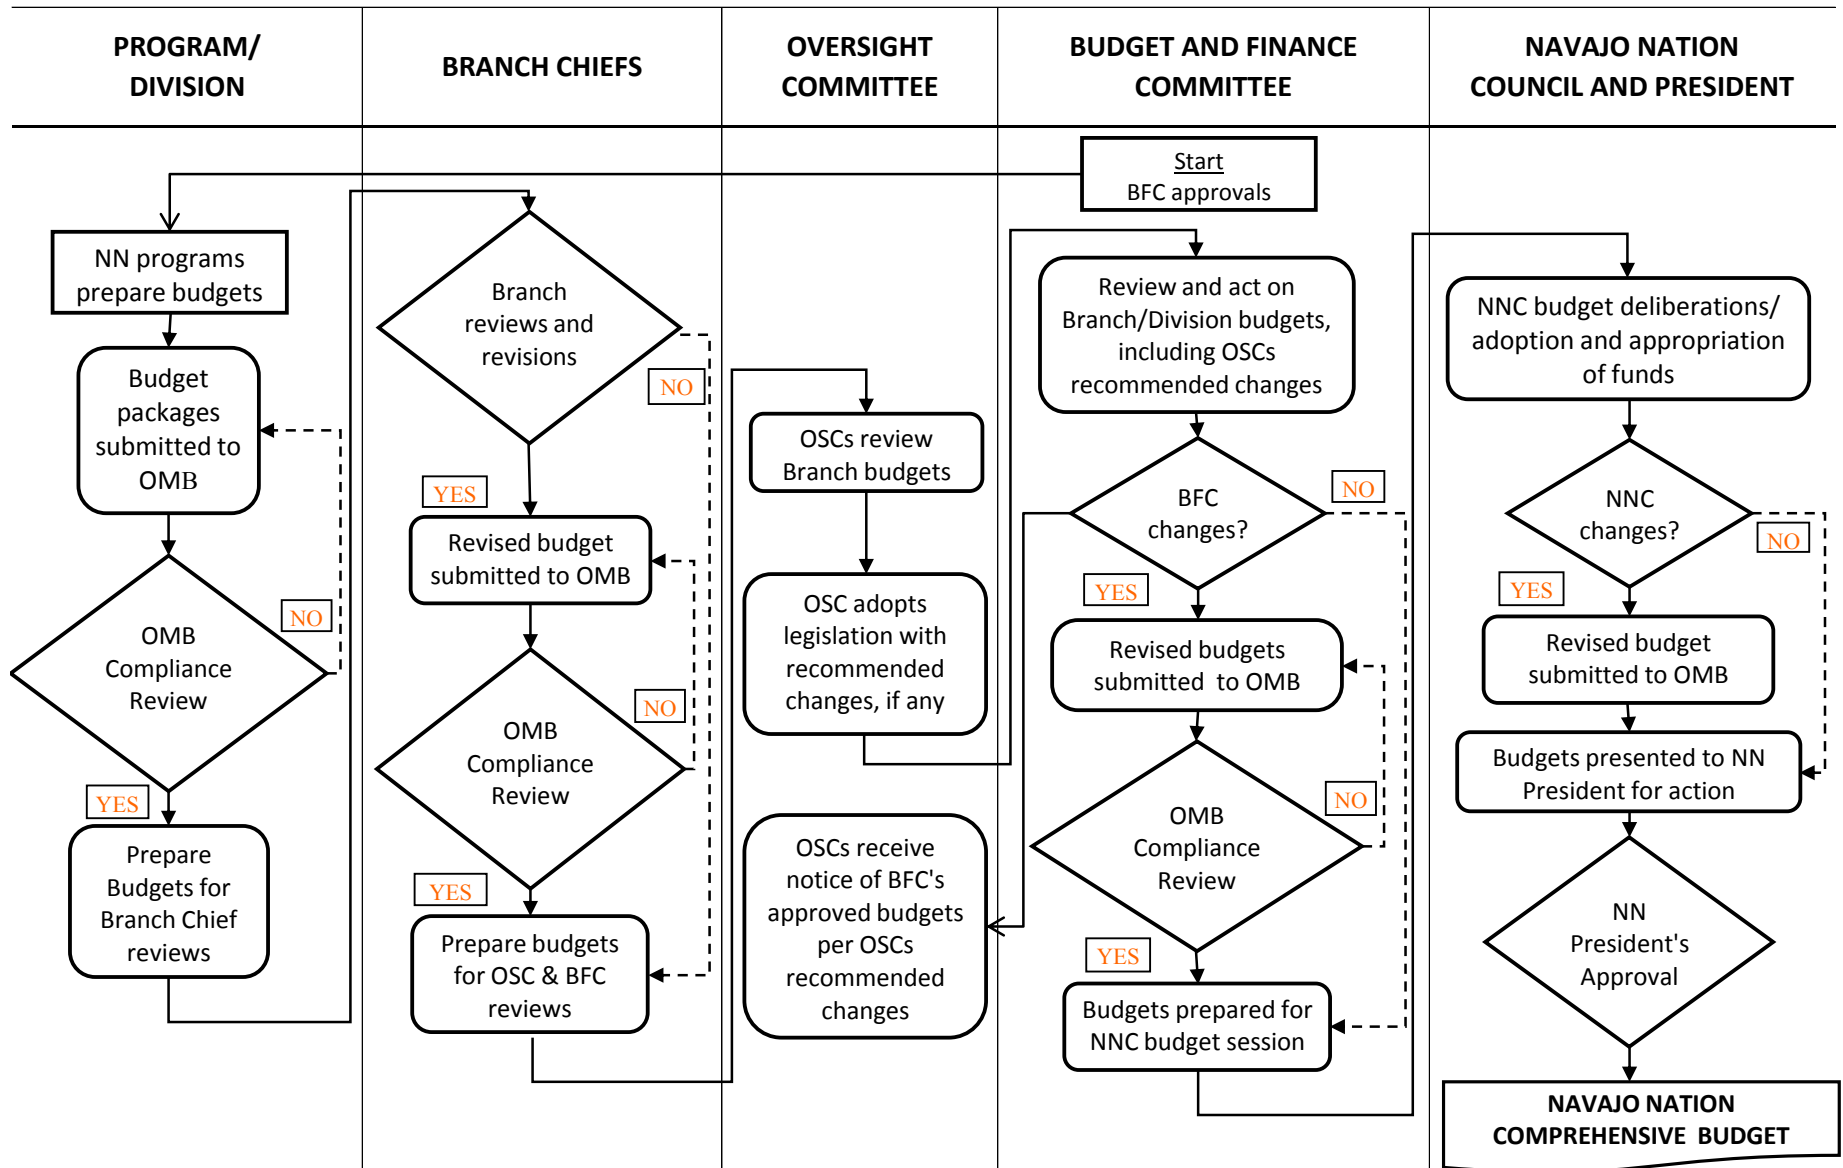 PROGRAM/
DIVISION
BRANCH CHIEFS
OVERSIGHT
COMMITTEE
BUDGET AND FINANCE
COMMITTEE
NAVAJO NATION
COUNCIL AND PRESIDENT
Start
BFC approvals
NN programs
prepare budgets
Budget
packages
submitted to
OMB
NO
OMB
Compliance
Review
YES
Prepare
Budgets for
Branch Chief
reviews
Branch
reviews and
revisions
NO
YES
Revised budget
submitted to OMB
NO
OMB
Compliance
Review
YES
Prepare budgets
for OSC & BFC
reviews
OSCs review
Branch budgets
OSC adopts
legislation with
recommended
changes, if any
OSCs receive
notice of BFC's
approved budgets
per OSCs
recommended
changes
Review and act on
Branch/Division budgets,
including OSCs
recommended changes
BFC
changes?
NO
YES
Revised budgets
submitted to OMB
NO
OMB
Compliance
Review
YES
Budgets prepared for
NNC budget session
NNC budget deliberations/
adoption and appropriation
of funds
NNC
changes?
NO
YES
Revised budget
submitted to OMB
Budgets presented to NN
President for action
NN
President's
Approval
NAVAJO NATION
COMPREHENSIVE BUDGET